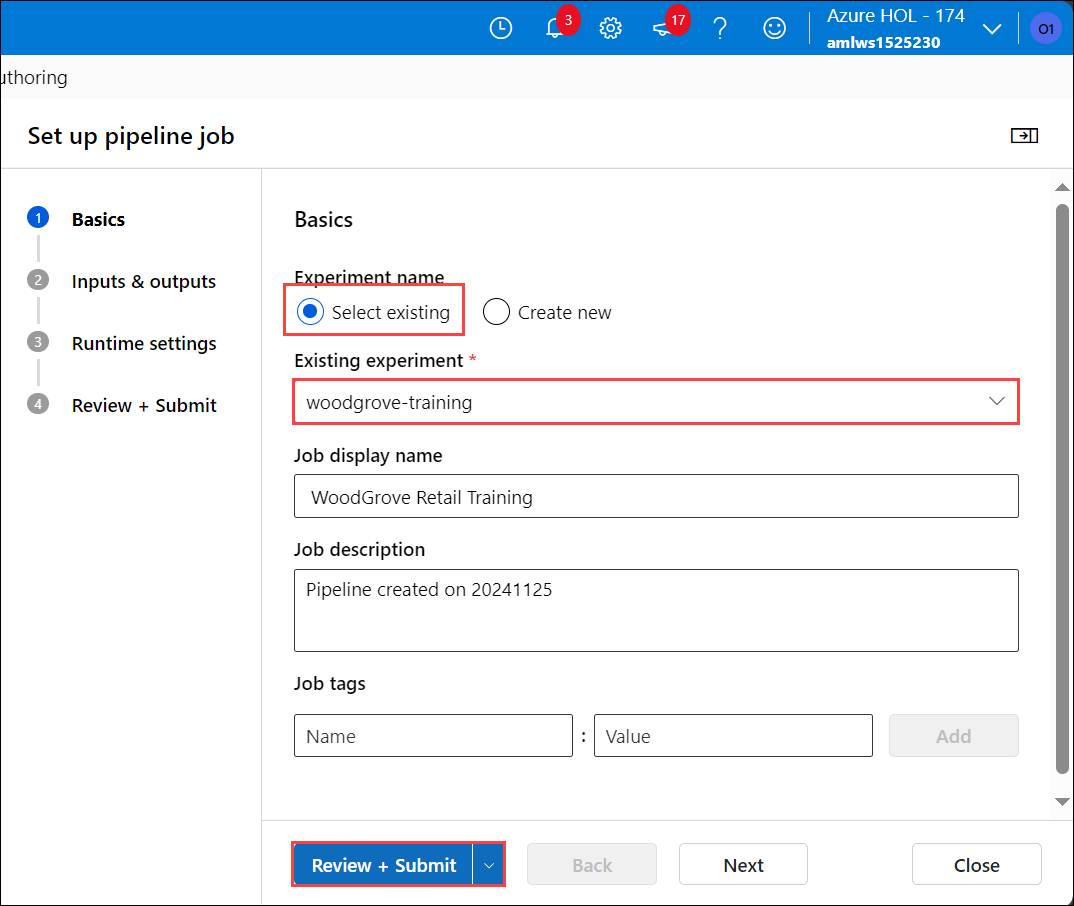 3
17
?
Azure HOL - 174
amlws1525230
O1
uthoring
Set up pipeline job
1 Basics
2 Inputs & outputs
3 Runtime settings
4 Review + Submit
Basics
Experiment name
Select existing
Create new
Existing experiment *
woodgrove-training
Job display name
WoodGrove Retail Training
Job description
Pipeline created on 20241125
Job tags
Name : Value Add
Review + Submit Back Next Close